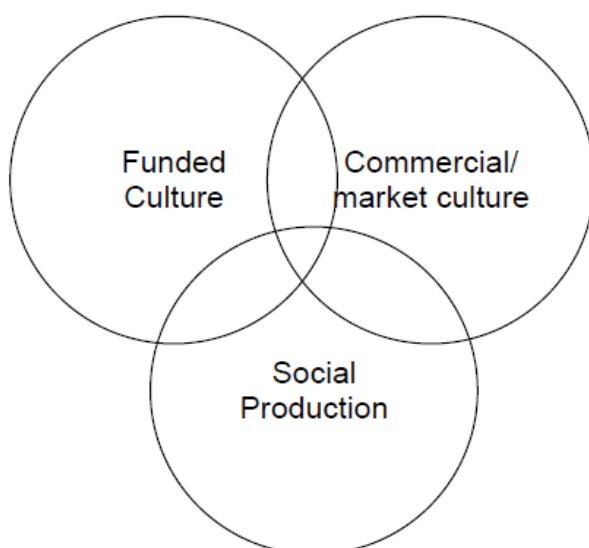 Funded
Culture
Commercial/
market culture
Social
Production